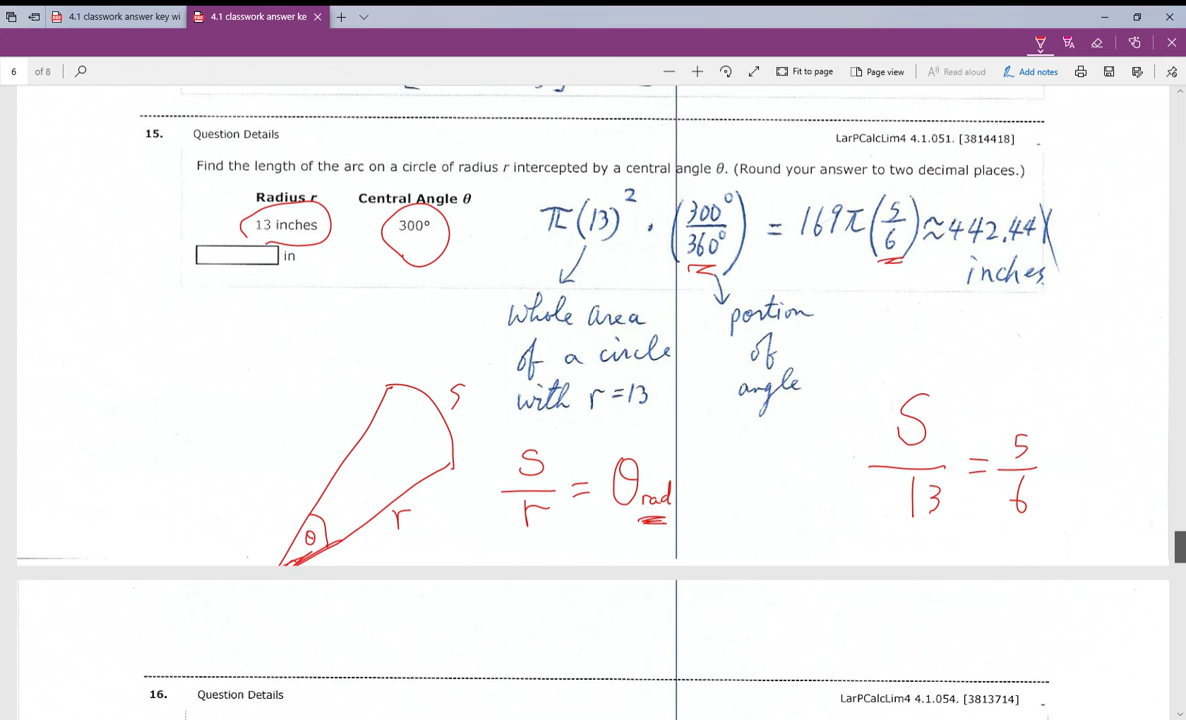 4.1 classwork answer key wi
4.1 classwork answer ke
6 of 8
Fit to page
Page view
Read aloud
Add notes
15. Question Details
LarPCalcLim4 4.1.051. [3814418]
Find the length of the arc on a circle of radius r intercepted by a central angle θ. (Round your answer to two decimal places.)
Radius r Central Angle θ
13 inches 300°
in
π(13)² · (300°/360°) = 169π(5/6) ≈ 442.44
inches.
whole area
of a circle
with r = 13
portion
of
angle
s
r
θ
s/r = θ rad
S/13 = 5/6
16. Question Details
LarPCalcLim4 4.1.054. [3813714]